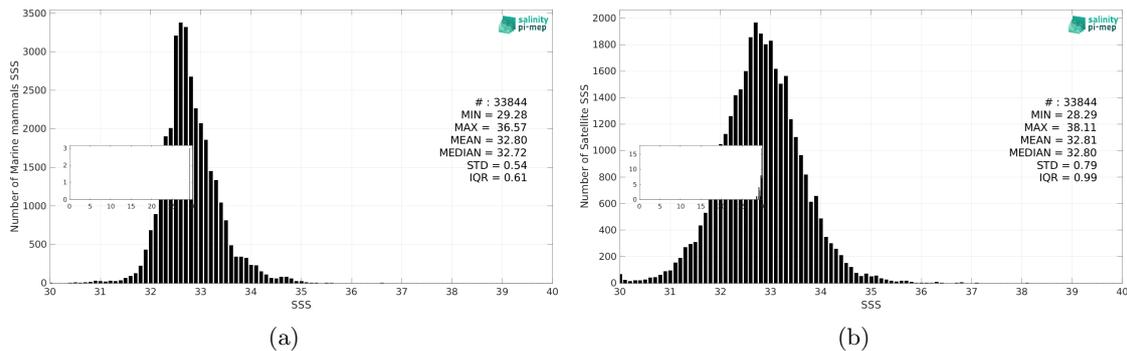 3500
3000
2500
2000
1500
1000
500
0
Number of Marine mammals SSS
salinity
pi-mep
# : 33844
MIN = 29.28
MAX = 36.57
MEAN = 32.80
MEDIAN = 32.72
STD = 0.54
IQR = 0.61
3
2
1
0
0 5 10 15 20
30 31 32 33 34 35 36 37 38 39 40
SSS
(a)
2000
1800
1600
1400
1200
1000
800
600
400
200
0
Number of Satellite SSS
salinity
pi-mep
# : 33844
MIN = 28.29
MAX = 38.11
MEAN = 32.81
MEDIAN = 32.80
STD = 0.79
IQR = 0.99
15
10
5
0
0 5 10 15
30 31 32 33 34 35 36 37 38 39 40
SSS
(b)